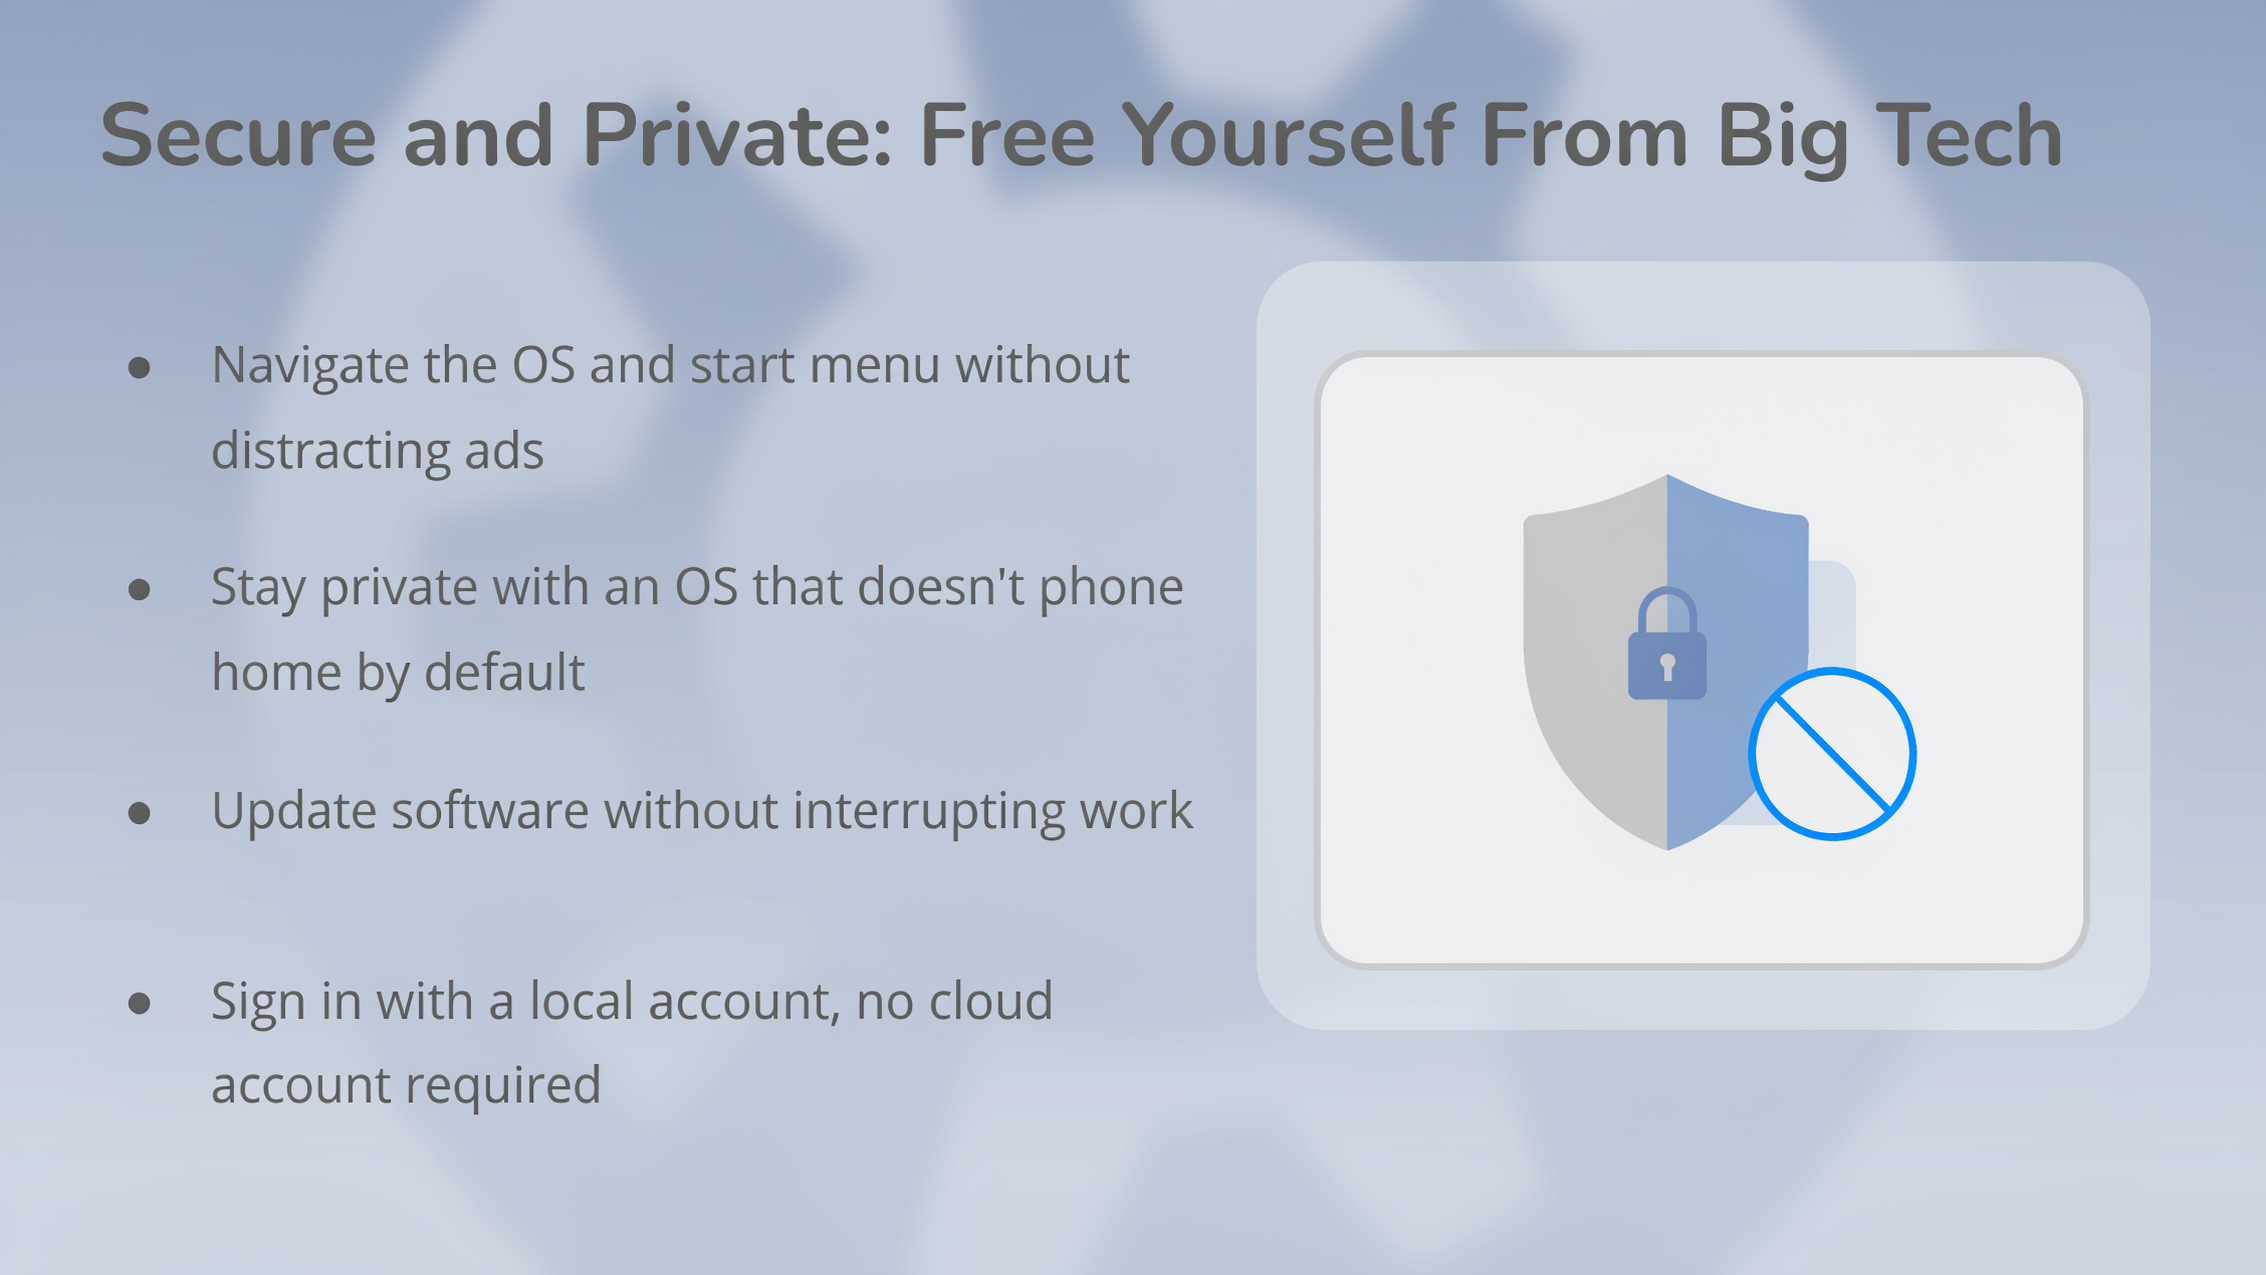 Secure and Private: Free Yourself From Big Tech
● Navigate the OS and start menu without
distracting ads
● Stay private with an OS that doesn't phone
home by default
● Update software without interrupting work
● Sign in with a local account, no cloud
account required